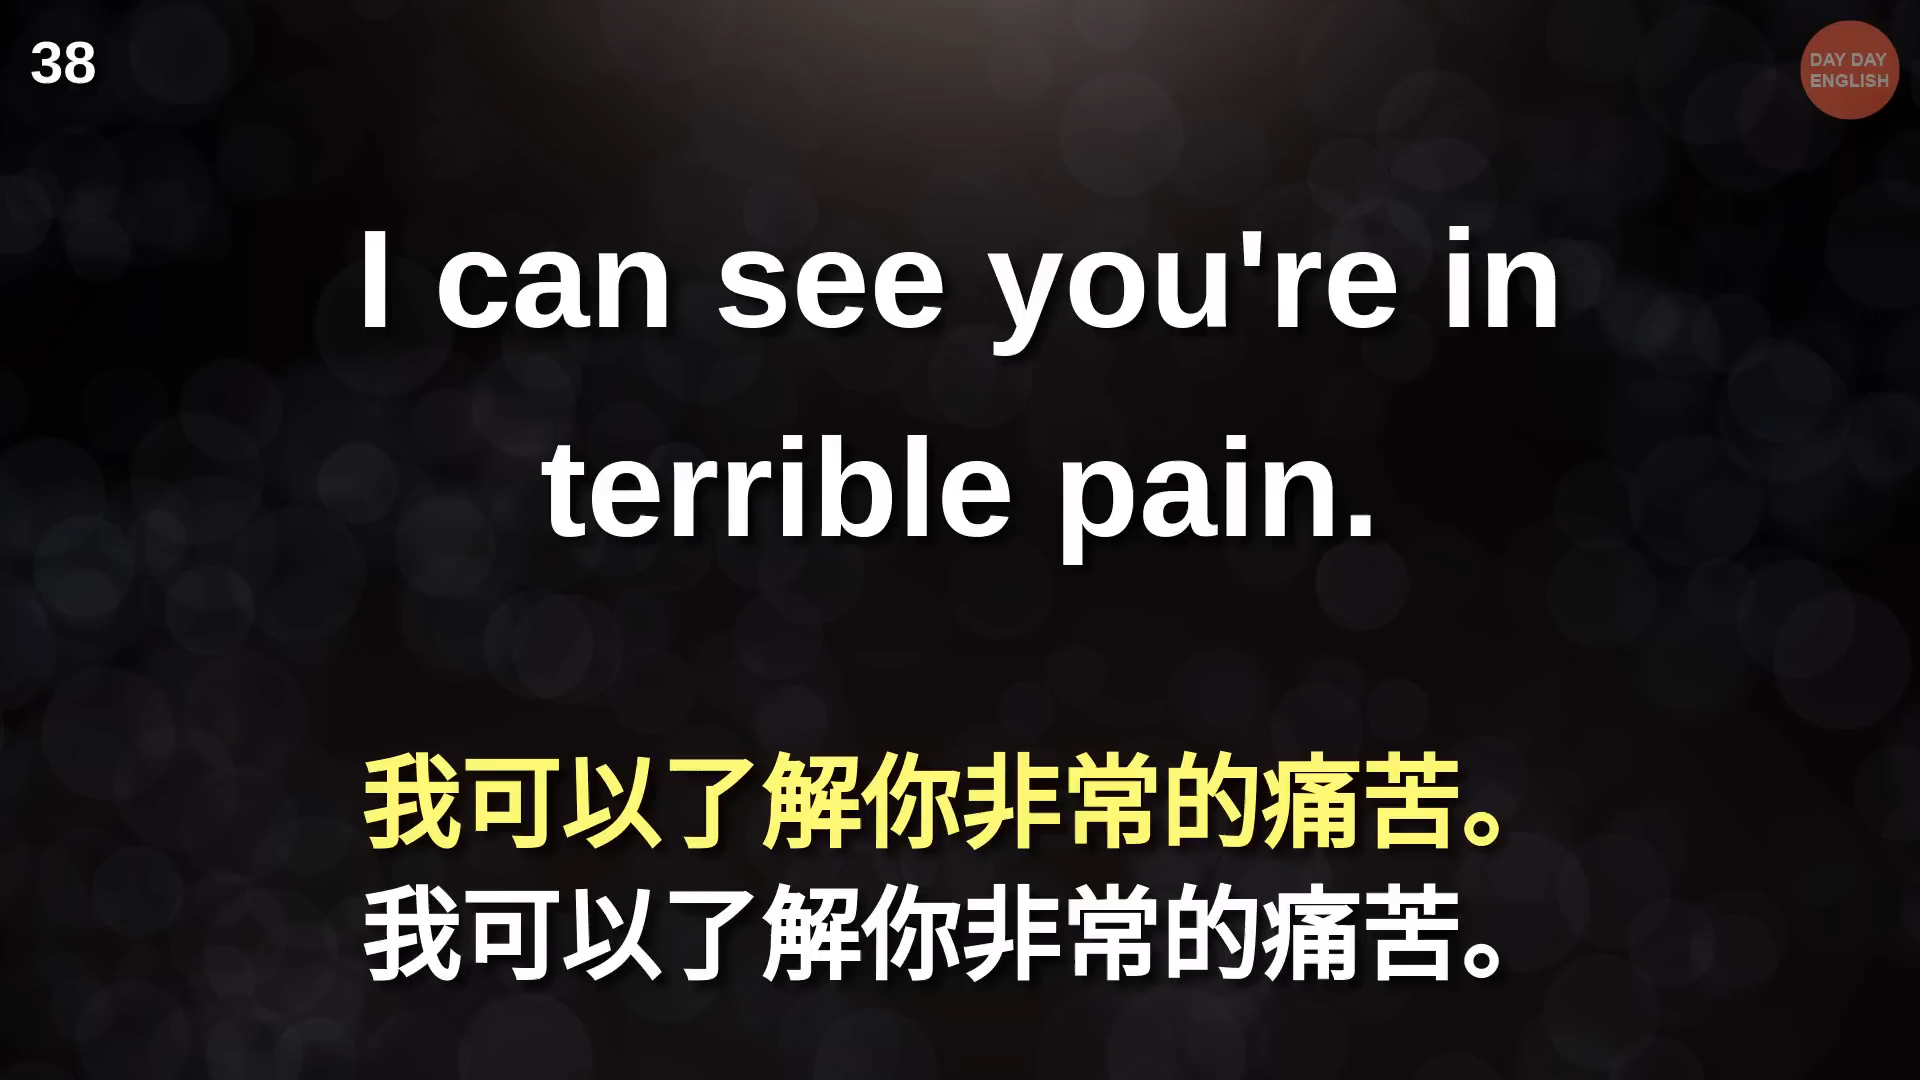 38
DAY DAY
ENGLISH
I can see you're in
terrible pain.
我可以了解你非常的痛苦。
我可以了解你非常的痛苦。